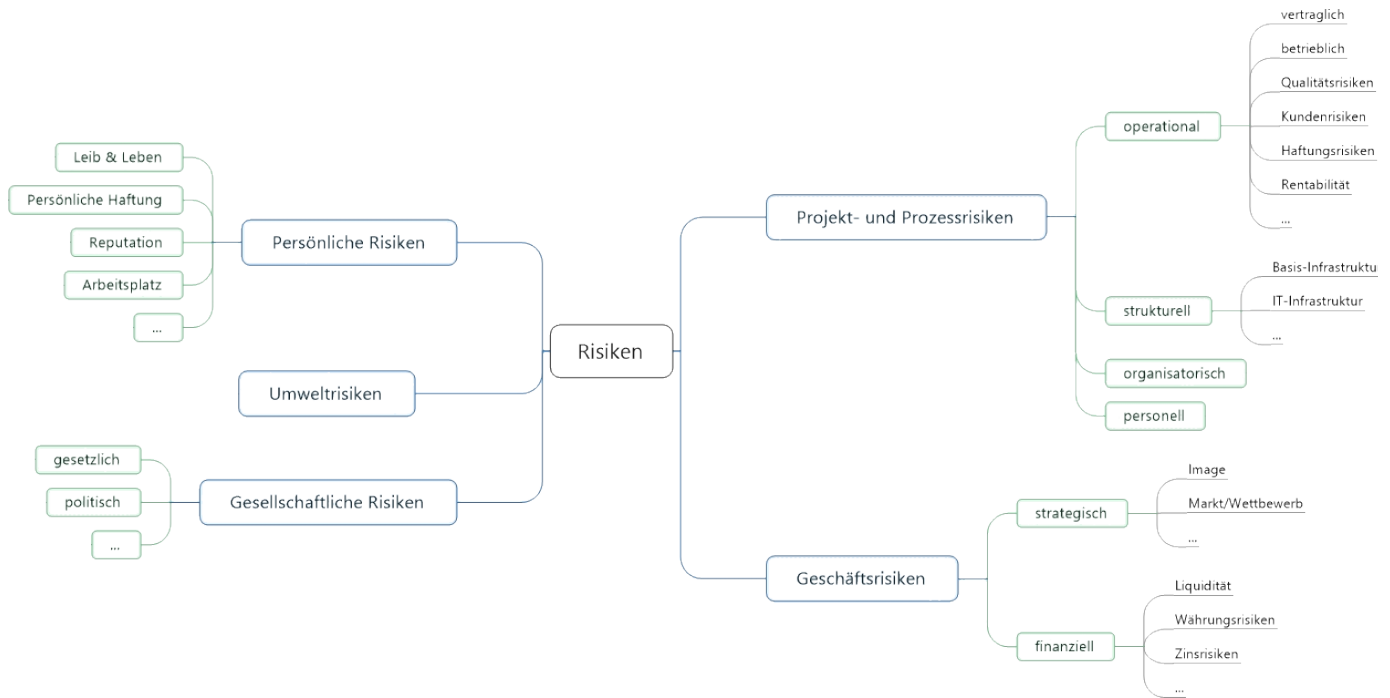 Risiken
Projekt- und Prozessrisiken
operational
vertraglich
betrieblich
Qualitätsrisiken
Kundenrisiken
Haftungsrisiken
Rentabilität
...
strukturell
Basis-Infrastruktu
IT-Infrastruktur
...
organisatorisch
personell
Geschäftsrisiken
strategisch
Image
Markt/Wettbewerb
...
finanziell
Liquidität
Währungsrisiken
Zinsrisiken
...
Persönliche Risiken
Leib & Leben
Persönliche Haftung
Reputation
Arbeitsplatz
...
Umweltrisiken
Gesellschaftliche Risiken
gesetzlich
politisch
...